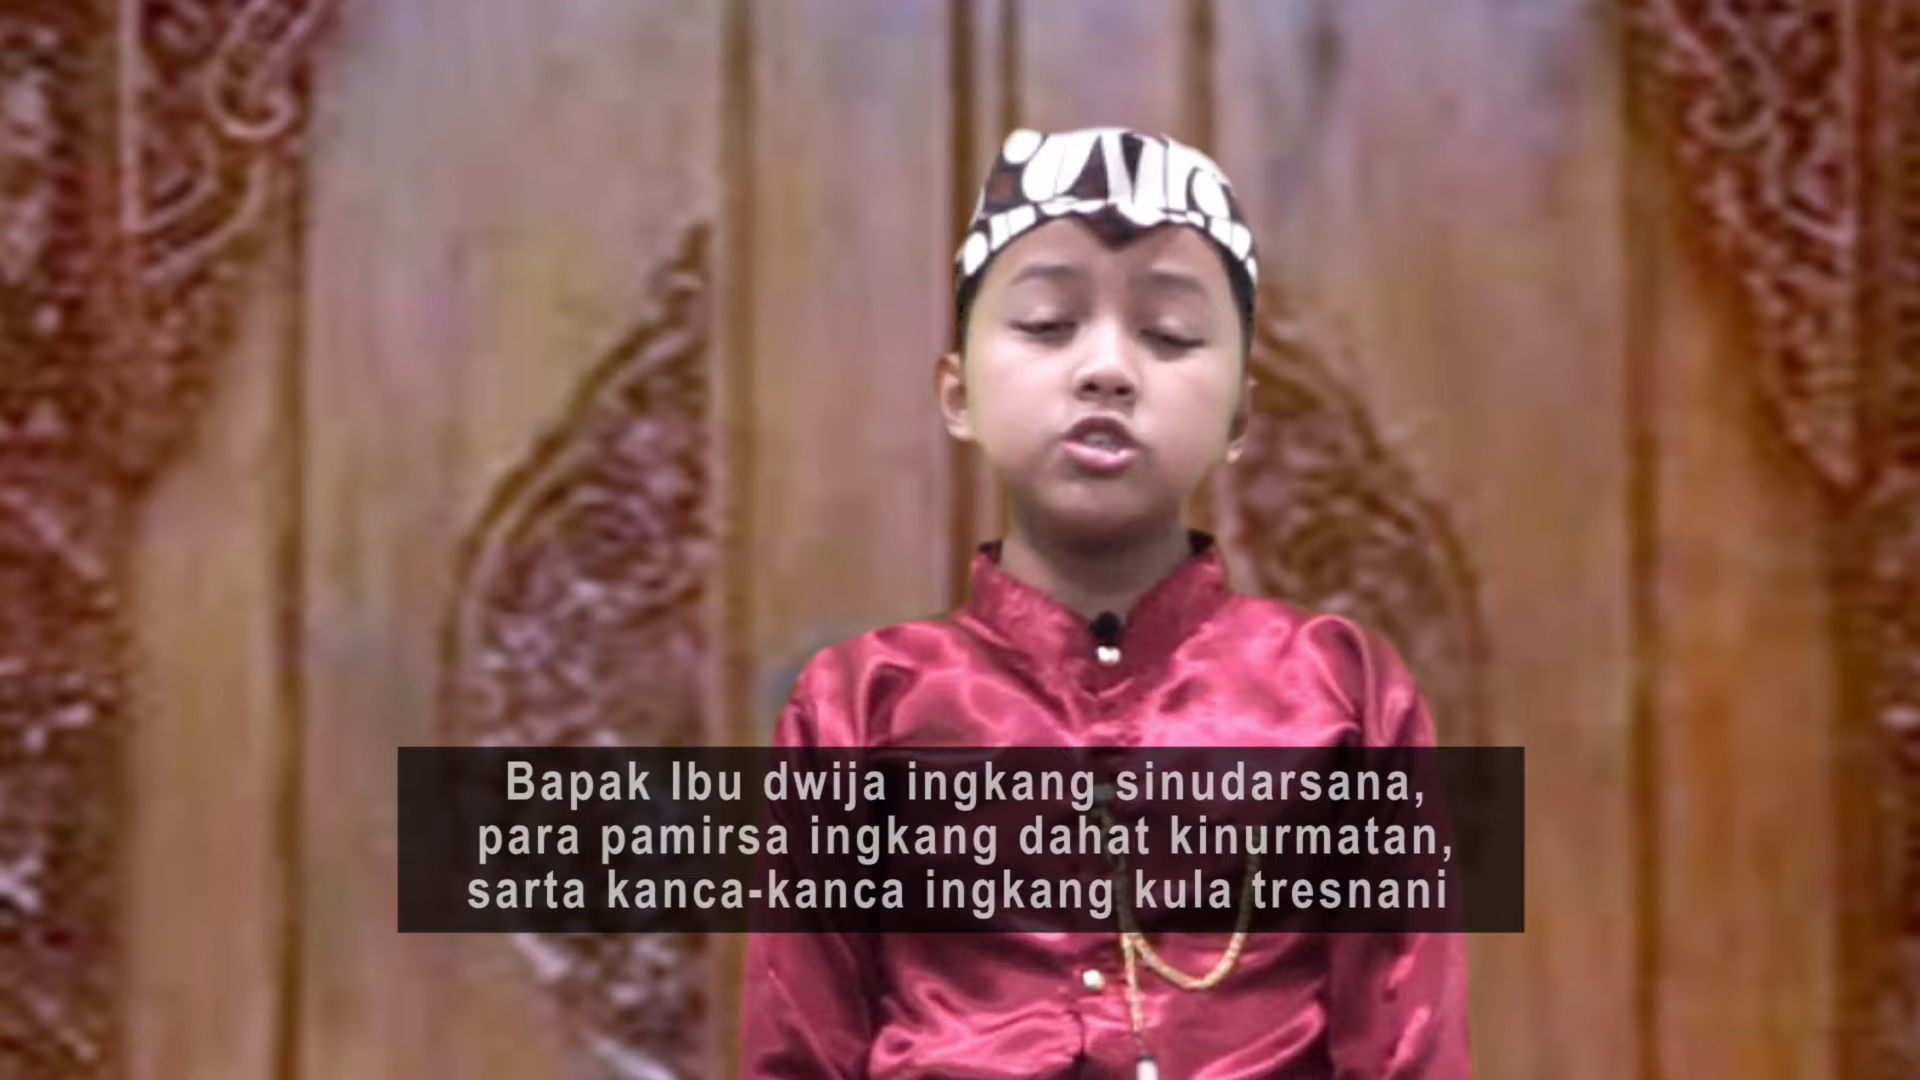 Bapak Ibu dwija ingkang sinudarsana,
para pamirsa ingkang dahat kinurmatan,
sarta kanca-kanca ingkang kula tresnani